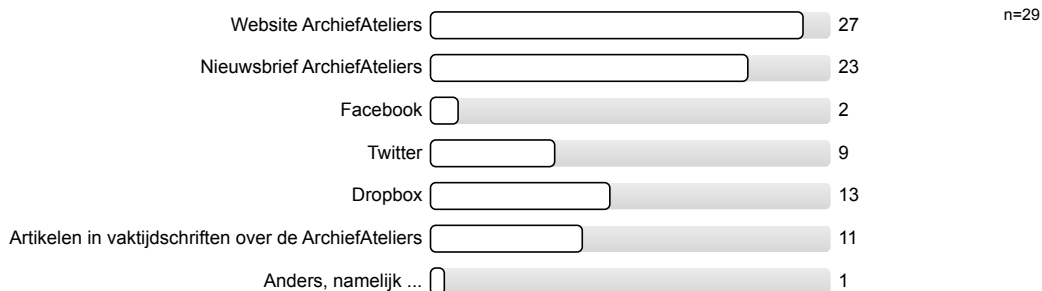 n=29
Website ArchiefAteliers 27
Nieuwsbrief ArchiefAteliers 23
Facebook 2
Twitter 9
Dropbox 13
Artikelen in vaktijdschriften over de ArchiefAteliers 11
Anders, namelijk ... 1